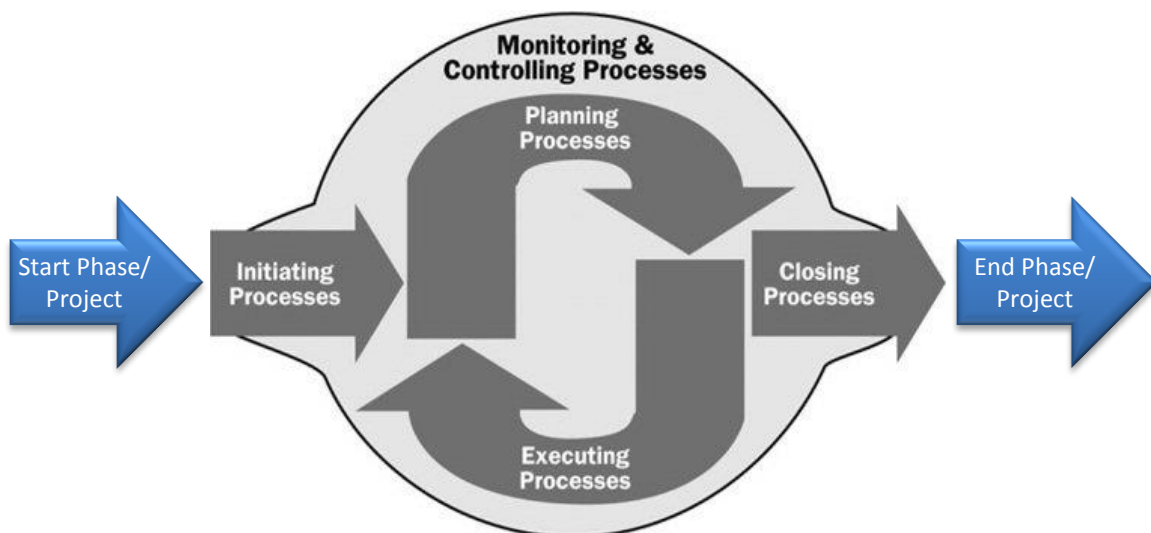 Monitoring &
Controlling Processes
Planning
Processes
Start Phase/
Project
Initiating
Processes
Closing
Processes
End Phase/
Project
Executing
Processes